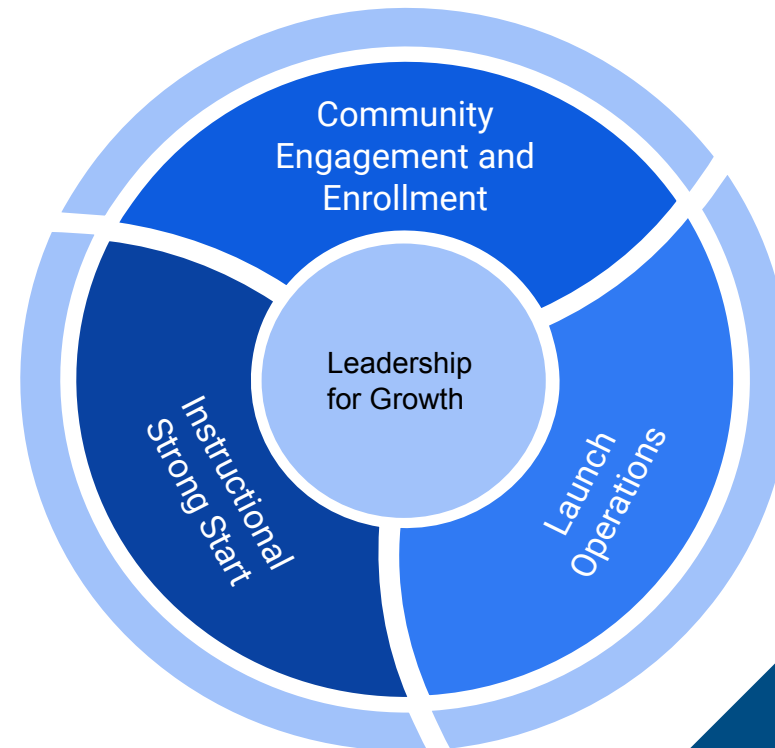 Community
Engagement and
Enrollment
Leadership
for Growth
Instructional
Strong Start
Launch
Operations